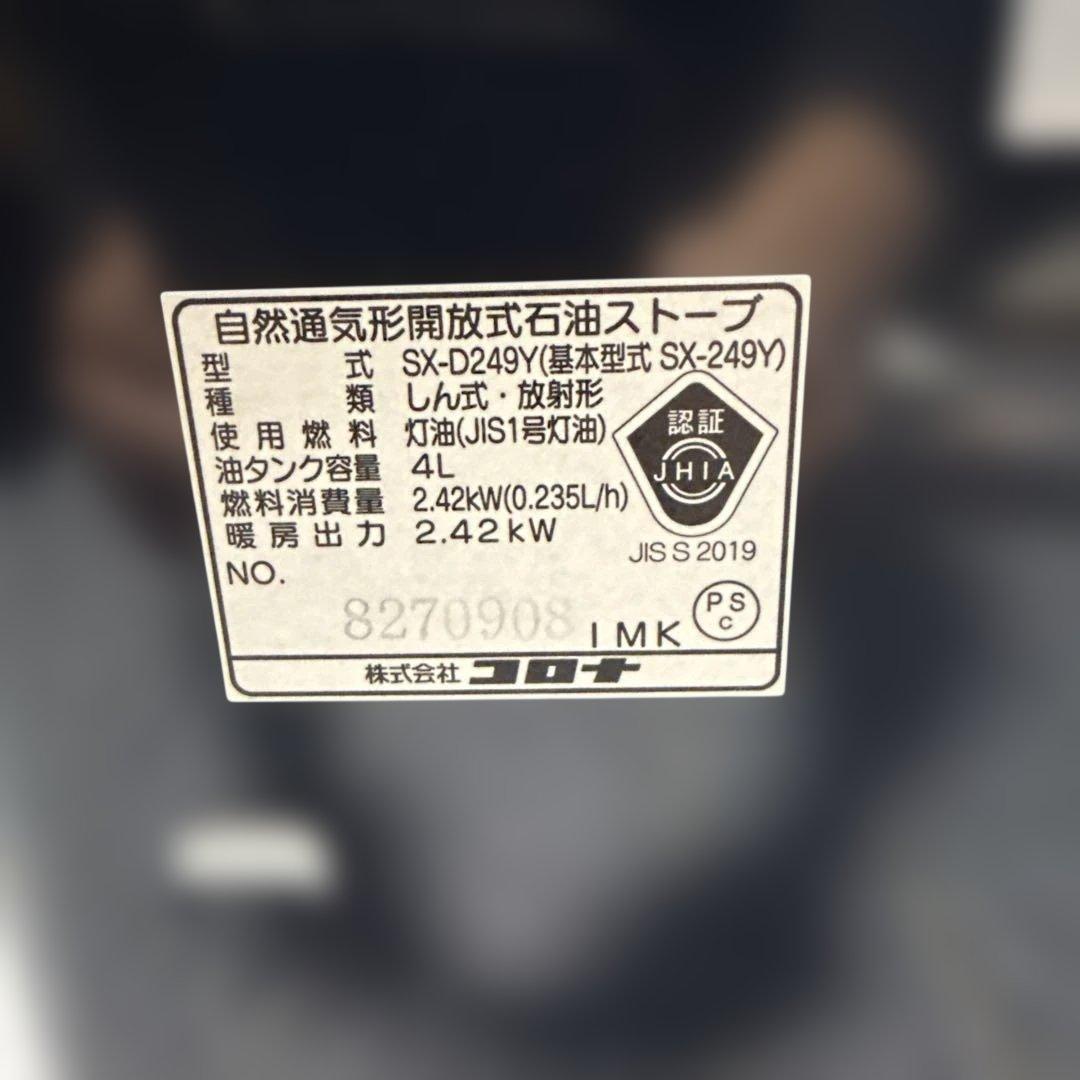 自然通気形開放式石油ストーブ
型式 SX-D249Y(基本型式 SX-249Y)
種類 しん式・放射形
使用燃料 灯油(JIS1号灯油)
油タンク容量 4L
燃料消費量 2.42kW(0.235L/h)
暖房出力 2.42kW
認証
JHIA
JIS S 2019
NO.
8270908
IMK
PS
C
株式会社 コロナ